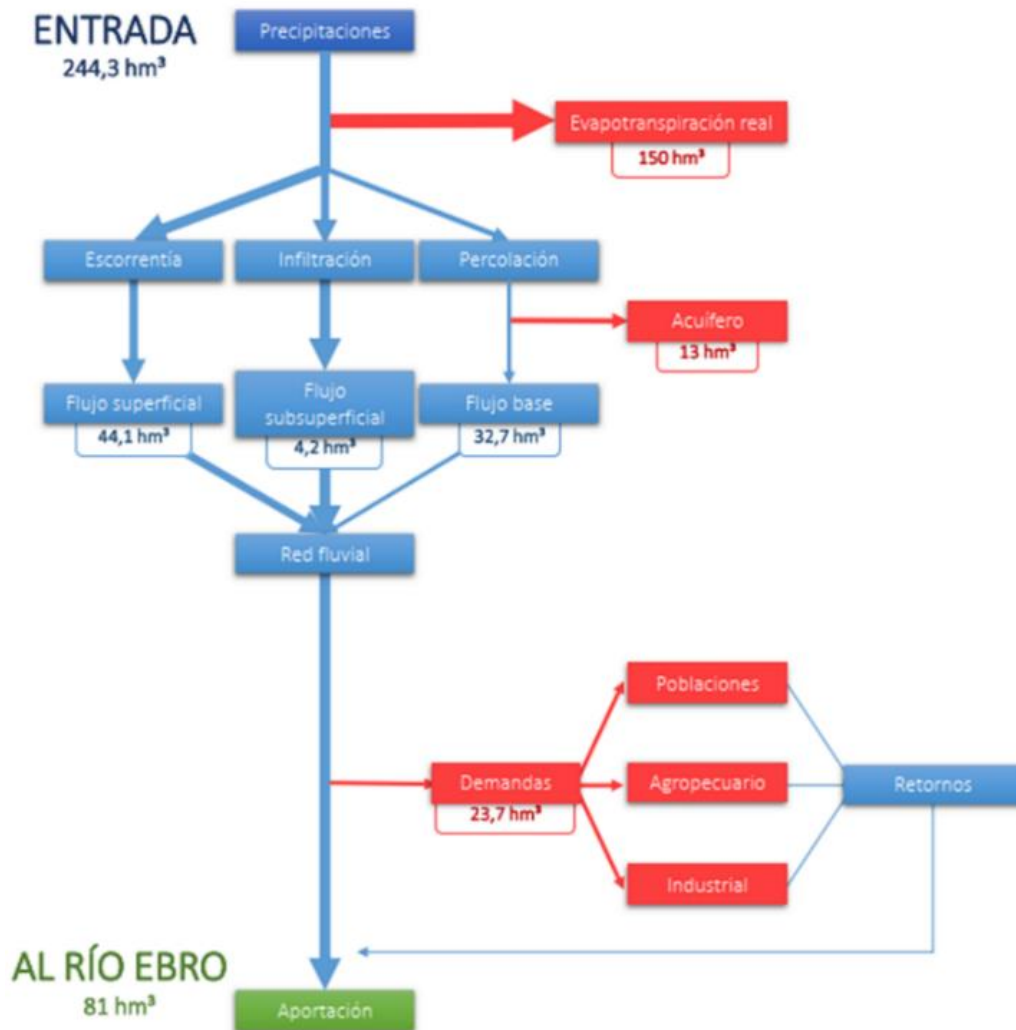 ENTRADA
244,3 hm³
Precipitaciones
Evapotranspiración real
150 hm³
Escorrentía
Infiltración
Percolación
Acuífero
13 hm³
Flujo superficial
44,1 hm³
Flujo
subsuperficial
4,2 hm³
Flujo base
32,7 hm³
Red fluvial
Poblaciones
Demandas
23,7 hm³
Agropecuario
Retornos
Industrial
AL RÍO EBRO
81 hm³
Aportación